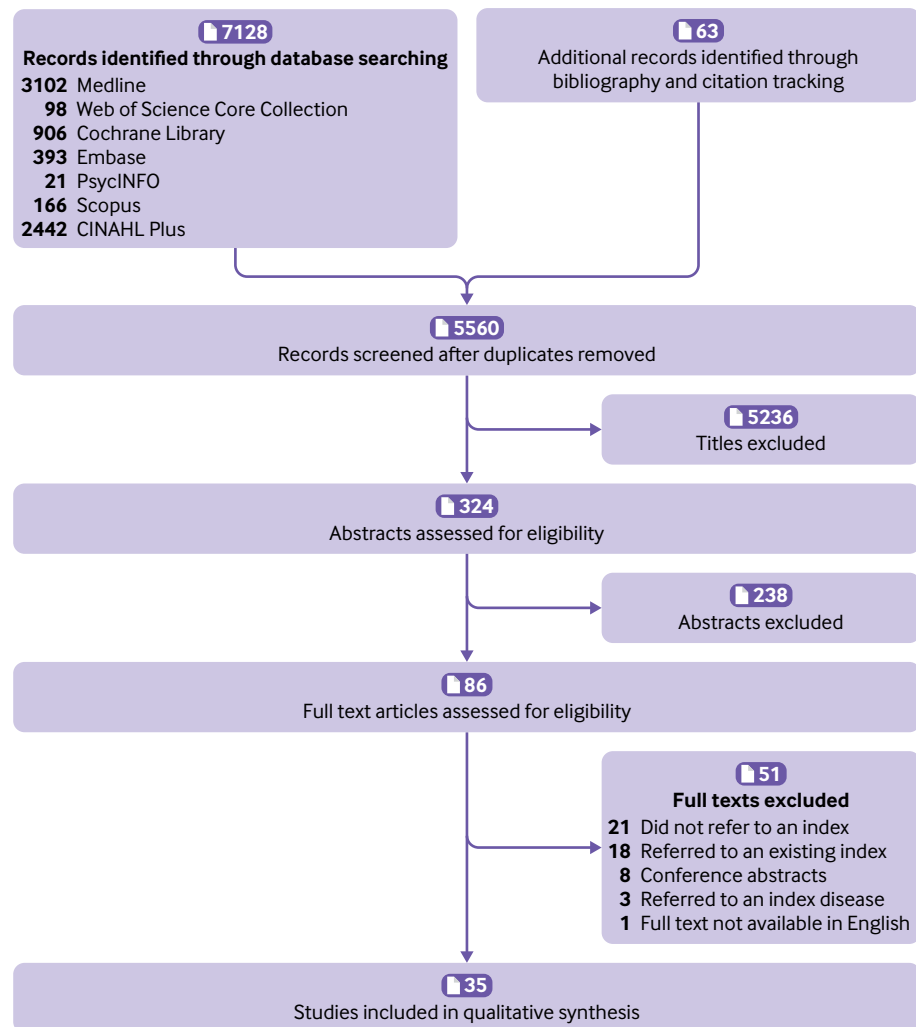 7128
Records identified through database searching
3102 Medline
98 Web of Science Core Collection
906 Cochrane Library
393 Embase
21 PsycINFO
166 Scopus
2442 CINAHL Plus
63
Additional records identified through
bibliography and citation tracking
5560
Records screened after duplicates removed
5236
Titles excluded
324
Abstracts assessed for eligibility
238
Abstracts excluded
86
Full text articles assessed for eligibility
51
Full texts excluded
21 Did not refer to an index
18 Referred to an existing index
8 Conference abstracts
3 Referred to an index disease
1 Full text not available in English
35
Studies included in qualitative synthesis